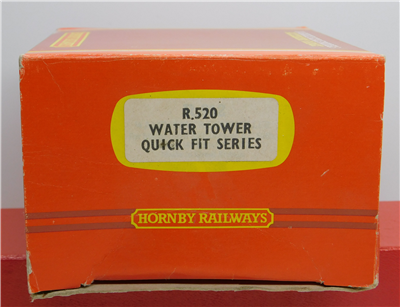 R.520
WATER TOWER
QUICK FIT SERIES
HORNBY RAILWAYS